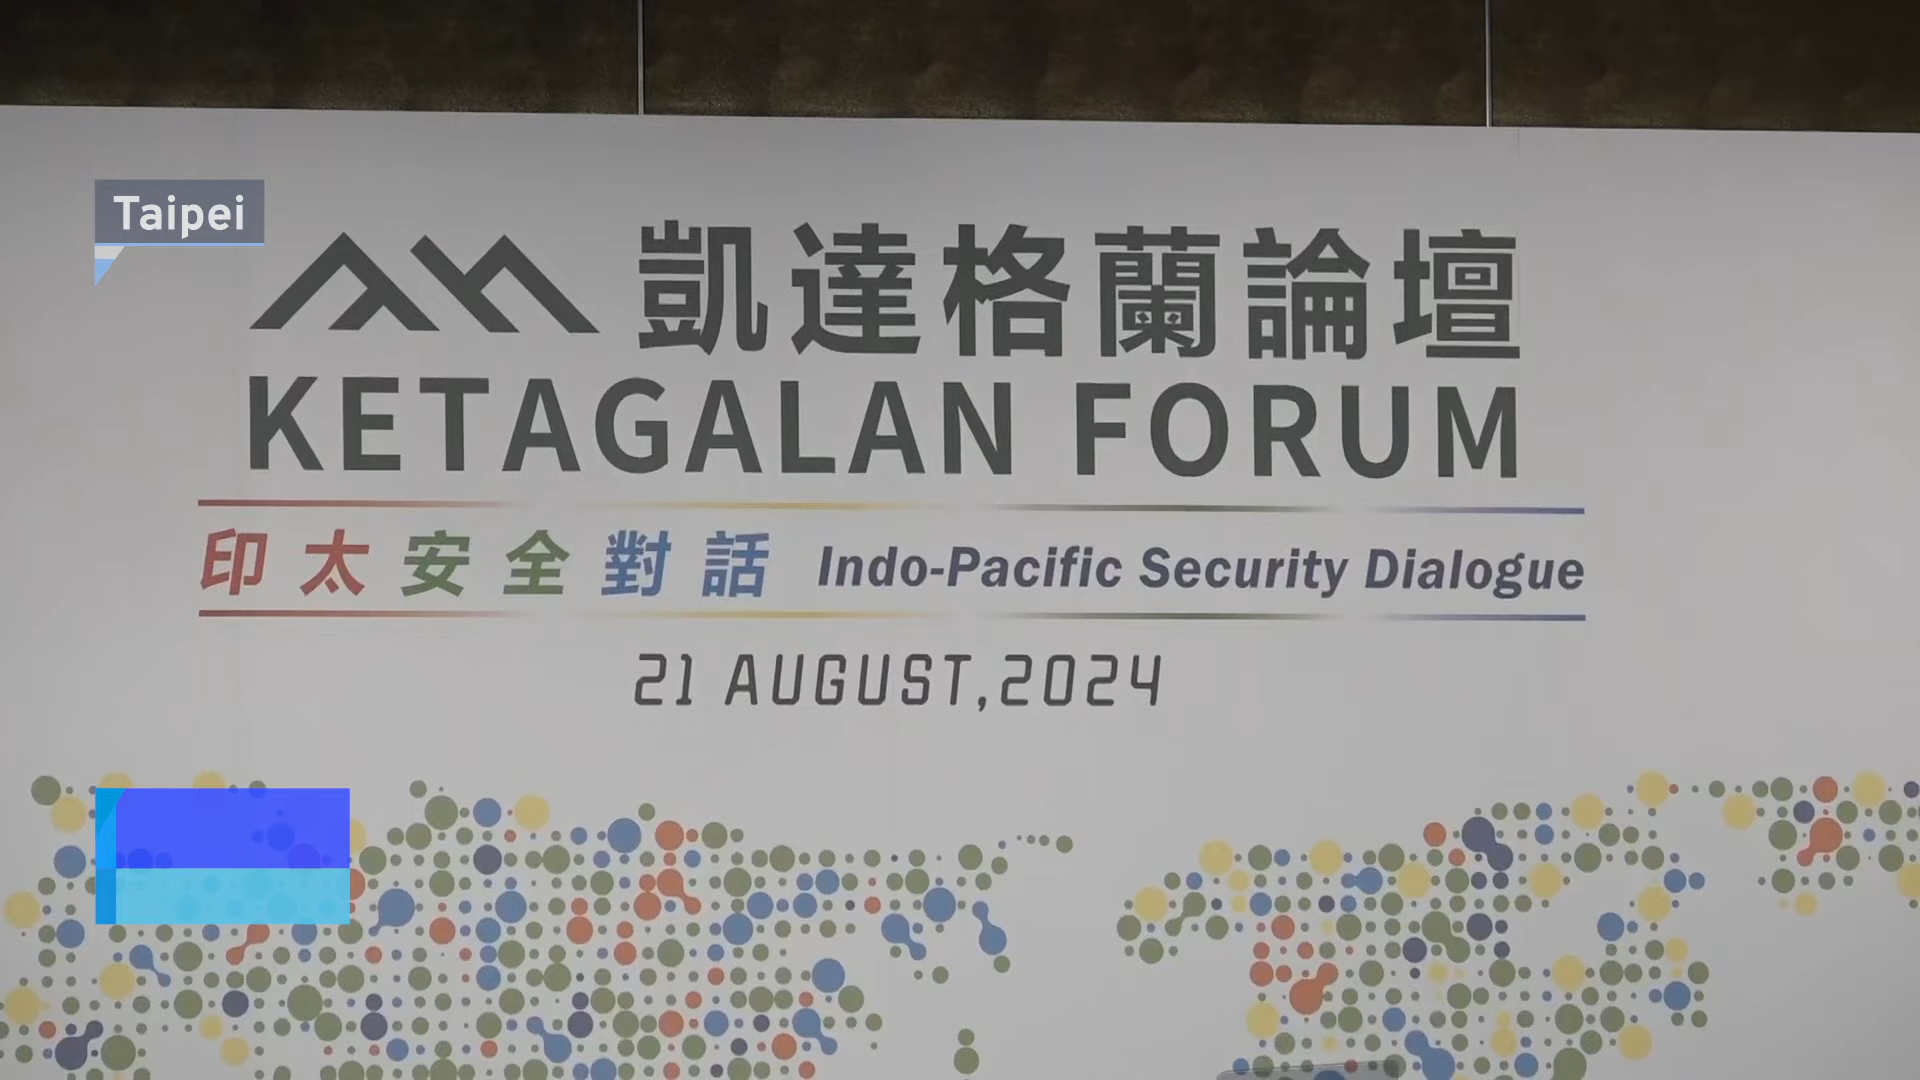 Taipei
凱達格蘭論壇
KETAGALAN FORUM
印太安全對話 Indo-Pacific Security Dialogue
21 AUGUST,2024